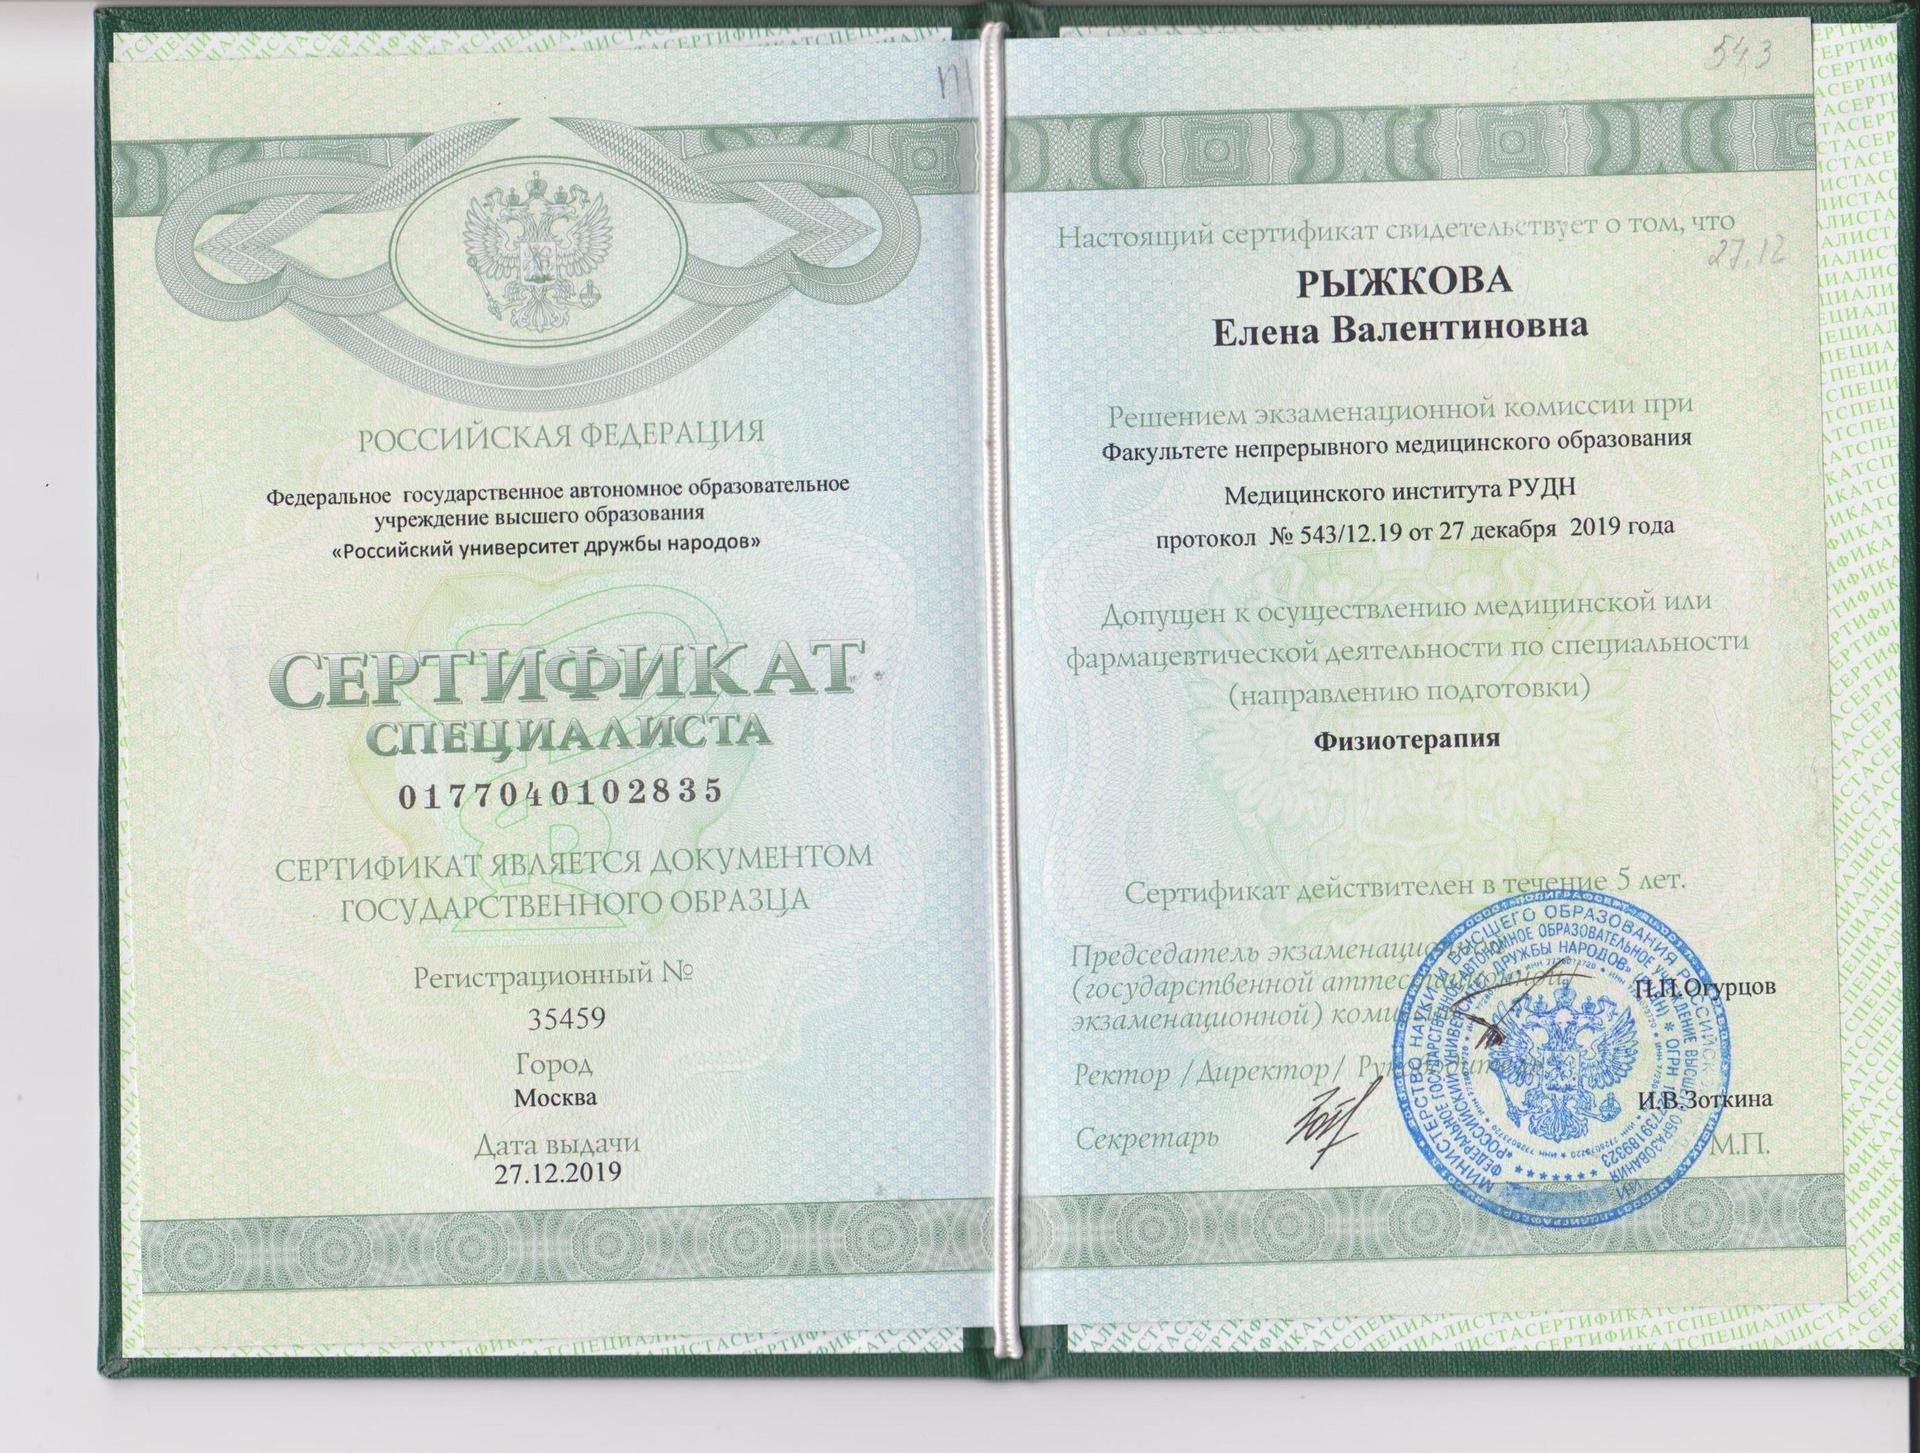 РОССИЙСКАЯ ФЕДЕРАЦИЯ
Федеральное государственное автономное образовательное
учреждение высшего образования
«Российский университет дружбы народов»
СЕРТИФИКАТ
СПЕЦИАЛИСТА
0177040102835
СЕРТИФИКАТ ЯВЛЯЕТСЯ ДОКУМЕНТОМ
ГОСУДАРСТВЕННОГО ОБРАЗЦА
Регистрационный №
35459
Город
Москва
Дата выдачи
27.12.2019
543
Настоящий сертификат свидетельствует о том, что
27.12
РЫЖКОВА
Елена Валентиновна
Решением экзаменационной комиссии при
Факультете непрерывного медицинского образования
Медицинского института РУДН
протокол № 543/12.19 от 27 декабря 2019 года
Допущен к осуществлению медицинской или
фармацевтической деятельности по специальности
(направлению подготовки)
Физиотерапия
Сертификат действителен в течение 5 лет.
Председатель экзаменационной
(государственной аттестационной
экзаменационной) комиссии
П.П.Огурцов
Ректор /Директор/ Руководитель
И.В.Зоткина
Секретарь
М.П.